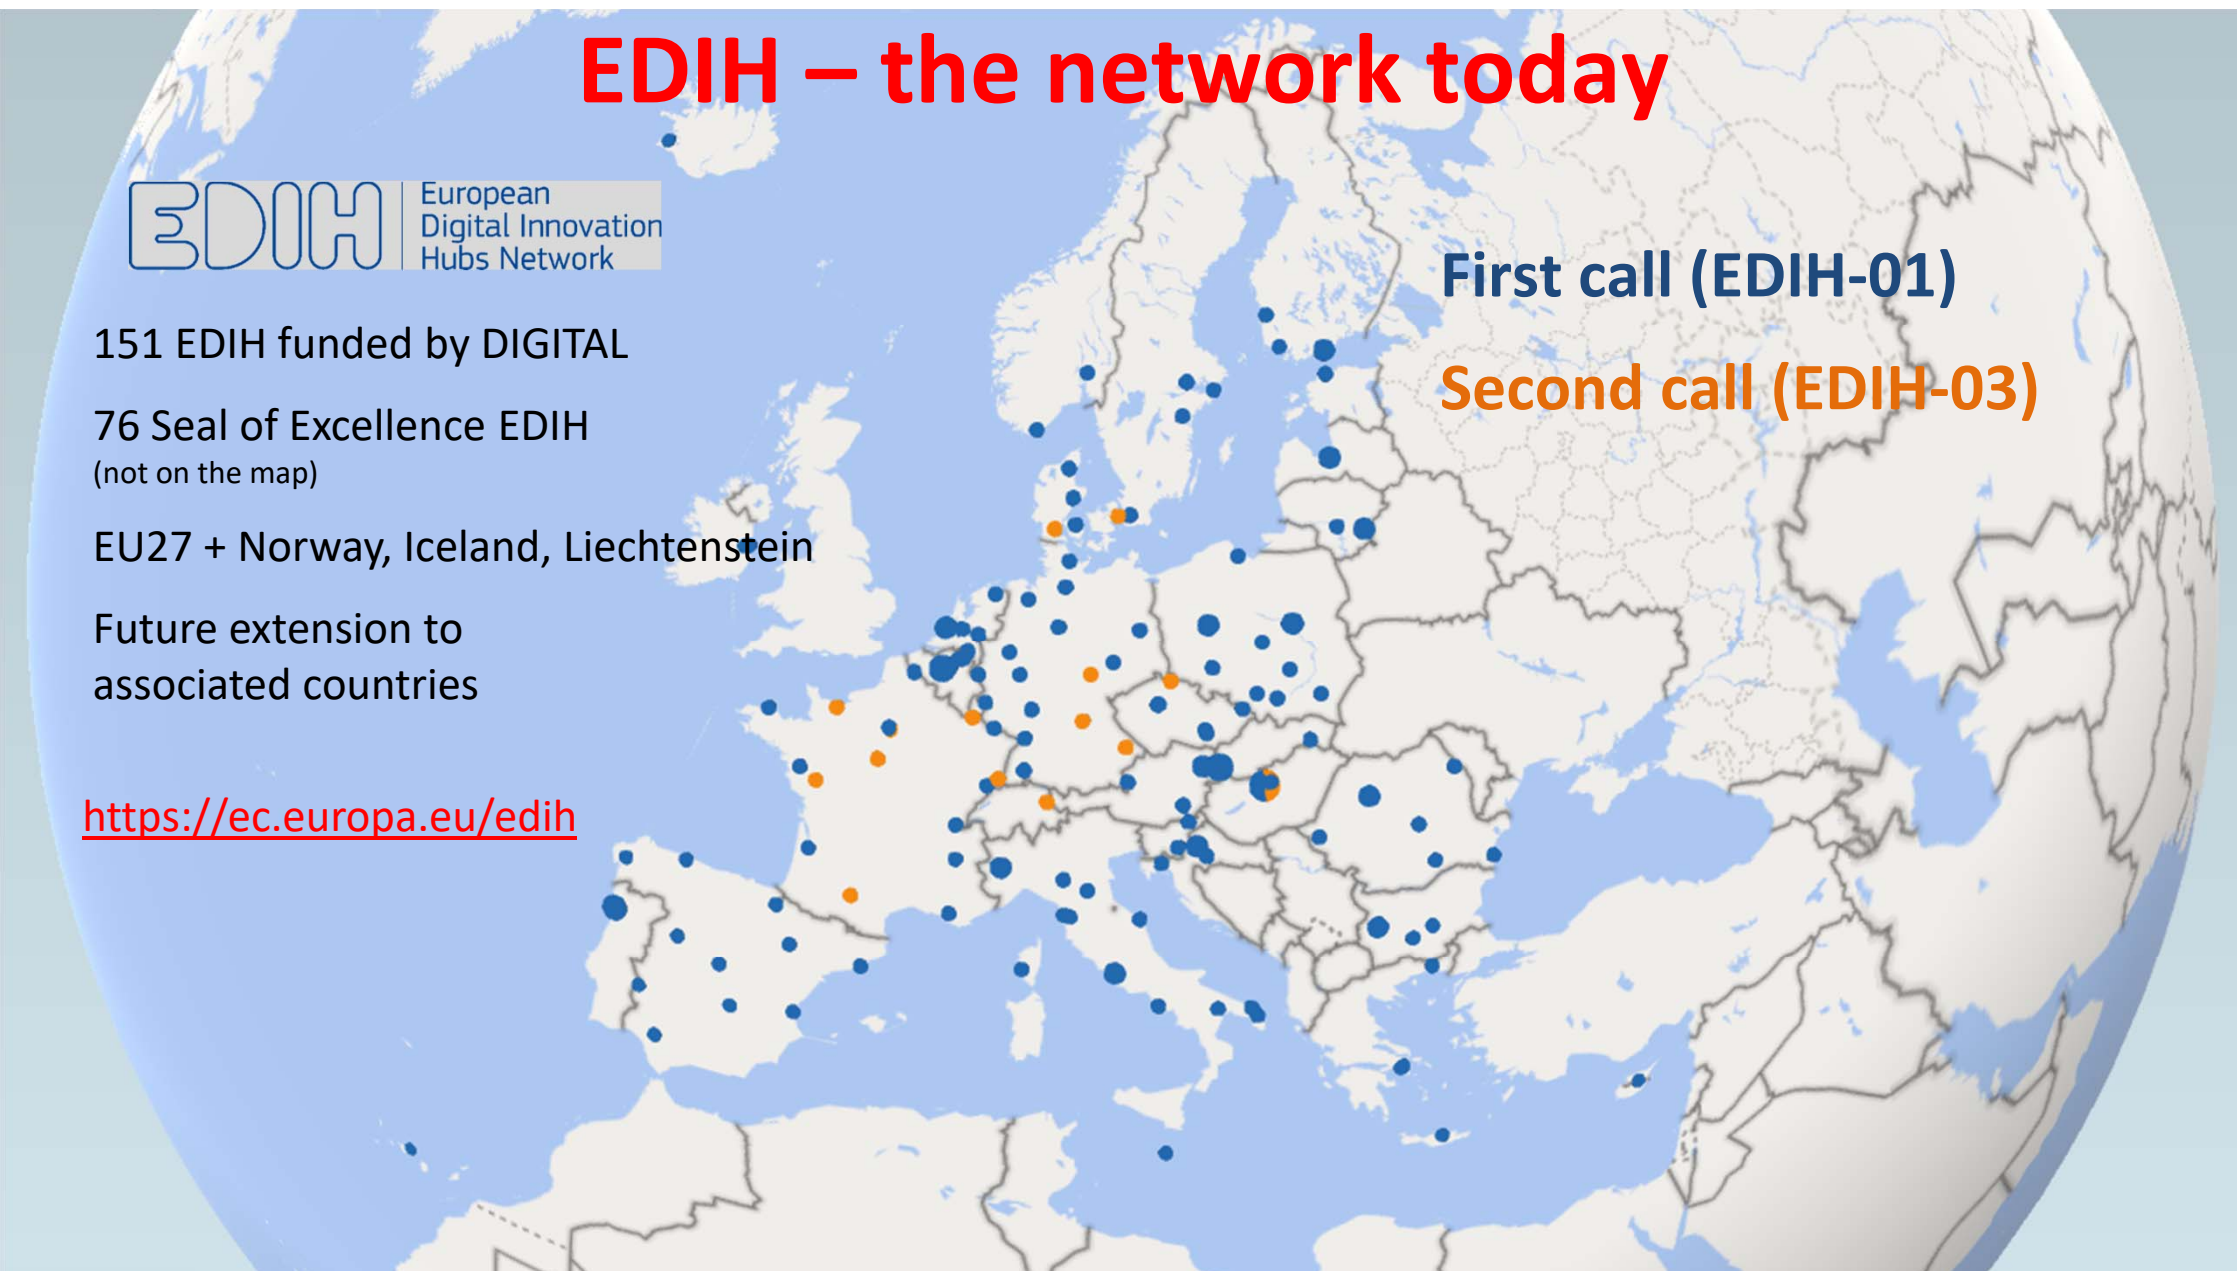 EDIH – the network today
EDIH
European
Digital Innovation
Hubs Network
First call (EDIH-01)
151 EDIH funded by DIGITAL
Second call (EDIH-03)
76 Seal of Excellence EDIH
(not on the map)
EU27 + Norway, Iceland, Liechtenstein
Future extension to
associated countries
https://ec.europa.eu/edih